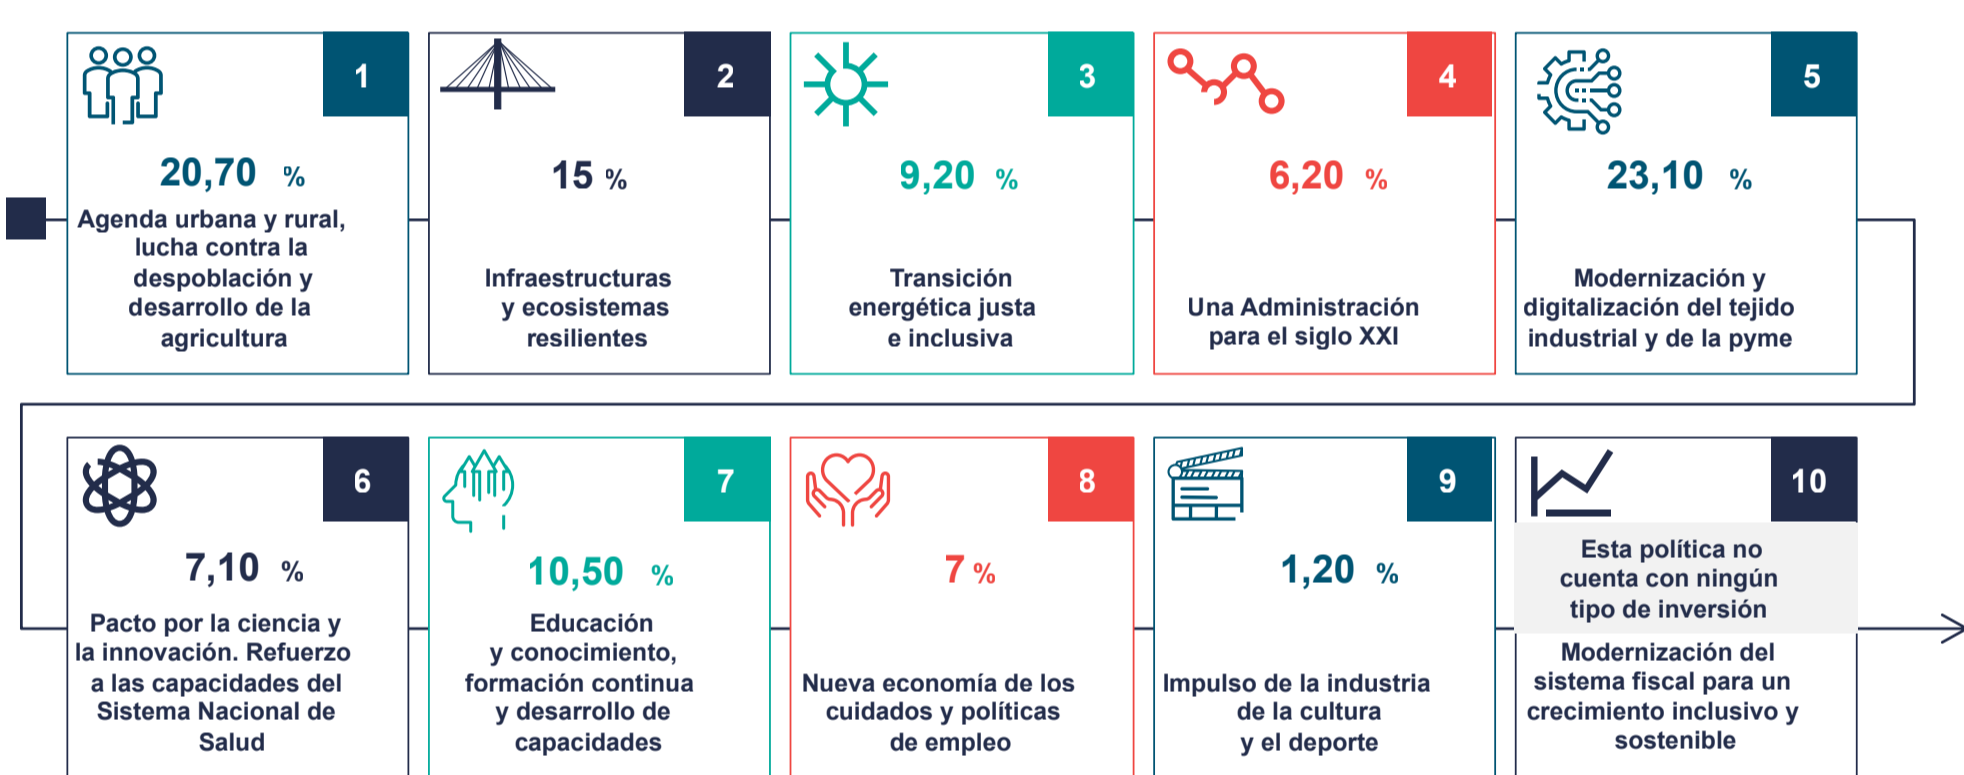 1
20,70 %
Agenda urbana y rural,
lucha contra la
despoblación y
desarrollo de la
agricultura
2
15 %
Infraestructuras
y ecosistemas
resilientes
3
9,20 %
Transición
energética justa
e inclusiva
4
6,20 %
Una Administración
para el siglo XXI
5
23,10 %
Modernización y
digitalización del tejido
industrial y de la pyme
6
7,10 %
Pacto por la ciencia y
la innovación. Refuerzo
a las capacidades del
Sistema Nacional de
Salud
7
10,50 %
Educación
y conocimiento,
formación continua
y desarrollo de
capacidades
8
7 %
Nueva economía de los
cuidados y políticas
de empleo
9
1,20 %
Impulso de la industria
de la cultura
y el deporte
10
Esta política no
cuenta con ningún
tipo de inversión
Modernización del
sistema fiscal para un
crecimiento inclusivo y
sostenible